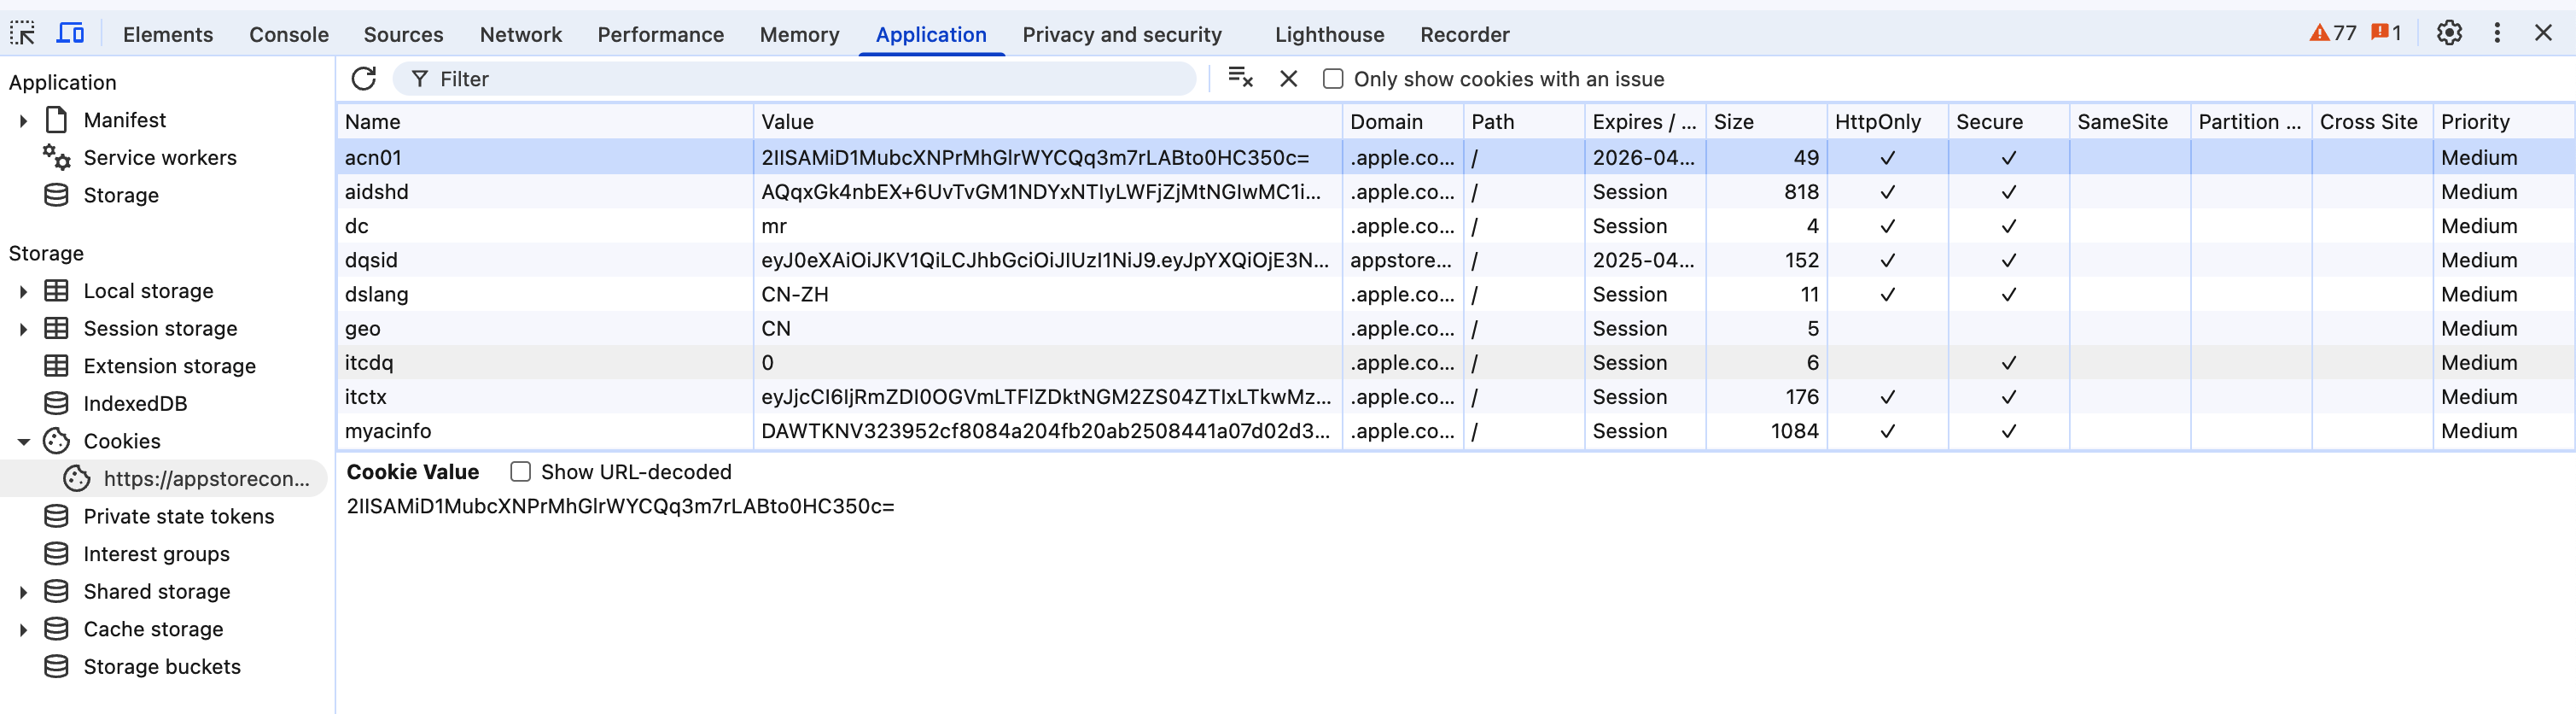 Elements Console Sources Network Performance Memory Application Privacy and security Lighthouse Recorder 77 1
Application
Manifest
Service workers
Storage
Storage
Local storage
Session storage
Extension storage
IndexedDB
Cookies
https://appstorecon...
Private state tokens
Interest groups
Shared storage
Cache storage
Storage buckets
Filter Only show cookies with an issue
Name Value Domain Path Expires / ... Size HttpOnly Secure SameSite Partition ... Cross Site Priority
acn01 2IISAMiD1MubcXNPrMhGlrWYCQq3m7rLABto0HC350c= .apple.co... / 2026-04... 49 ✓ ✓ Medium
aidshd AQqxGk4nbEX+6UvTvGM1NDYxNTIyLWFjZjMtNGIwMC1i... .apple.co... / Session 818 ✓ ✓ Medium
dc mr .apple.co... / Session 4 ✓ ✓ Medium
dqsid eyJ0eXAiOiJKV1QiLCJhbGciOiJIUzI1NiJ9.eyJpYXQiOjE3N... appstore... / 2025-04... 152 ✓ ✓ Medium
dslang CN-ZH .apple.co... / Session 11 ✓ ✓ Medium
geo CN .apple.co... / Session 5 Medium
itcdq 0 .apple.co... / Session 6 ✓ Medium
itctx eyJjcCI6IjRmZDI0OGVmLTFlZDktNGM2ZS04ZTIxLTkwMz... .apple.co... / Session 176 ✓ ✓ Medium
myacinfo DAWTKNV323952cf8084a204fb20ab2508441a07d02d3... .apple.co... / Session 1084 ✓ ✓ Medium
Cookie Value Show URL-decoded
2IISAMiD1MubcXNPrMhGlrWYCQq3m7rLABto0HC350c=